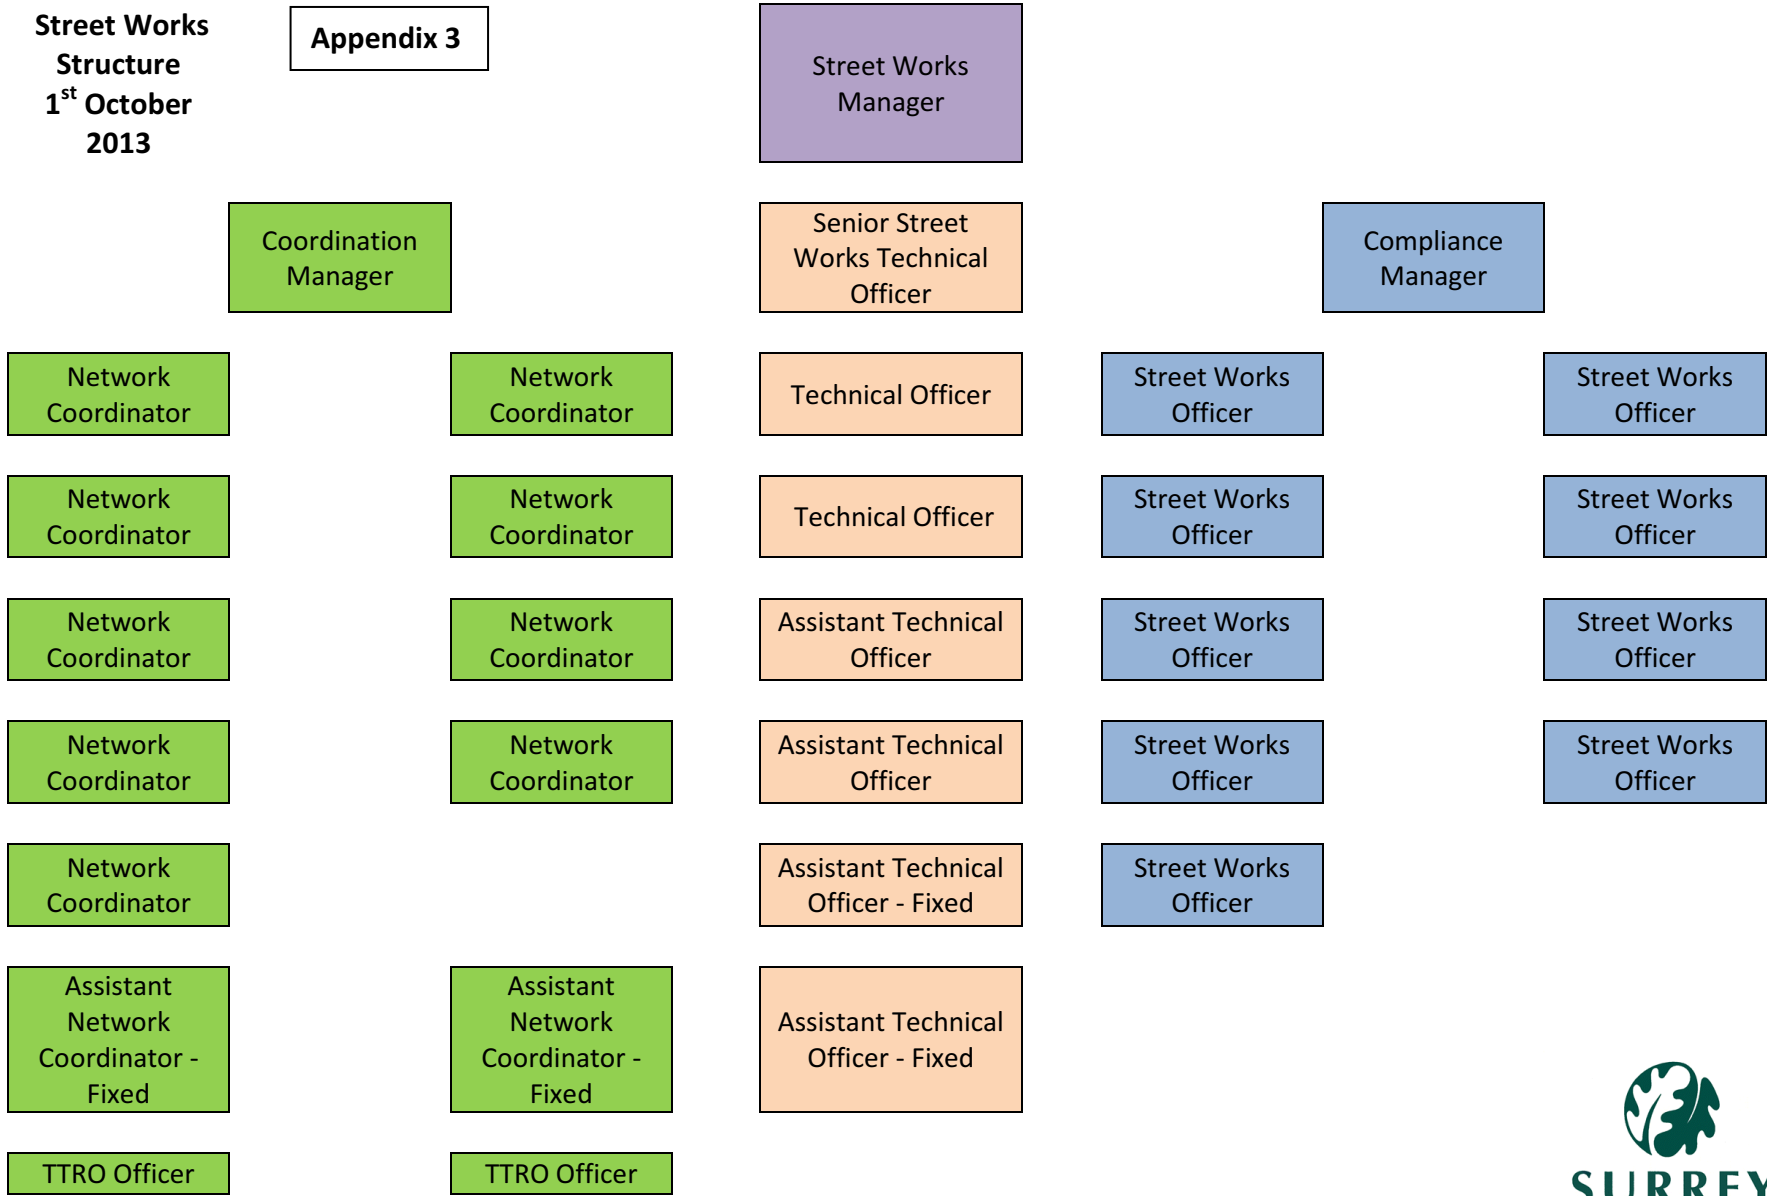 Street Works
Structure
1st October
2013
Appendix 3
Street Works
Manager
Coordination
Manager
Senior Street
Works Technical
Officer
Compliance
Manager
Network
Coordinator
Network
Coordinator
Technical Officer
Street Works
Officer
Street Works
Officer
Network
Coordinator
Network
Coordinator
Technical Officer
Street Works
Officer
Street Works
Officer
Network
Coordinator
Network
Coordinator
Assistant Technical
Officer
Street Works
Officer
Street Works
Officer
Network
Coordinator
Network
Coordinator
Assistant Technical
Officer
Street Works
Officer
Street Works
Officer
Network
Coordinator
Assistant Technical
Officer - Fixed
Street Works
Officer
Assistant
Network
Coordinator -
Fixed
Assistant
Network
Coordinator -
Fixed
Assistant Technical
Officer - Fixed
TTRO Officer
TTRO Officer
SURREY